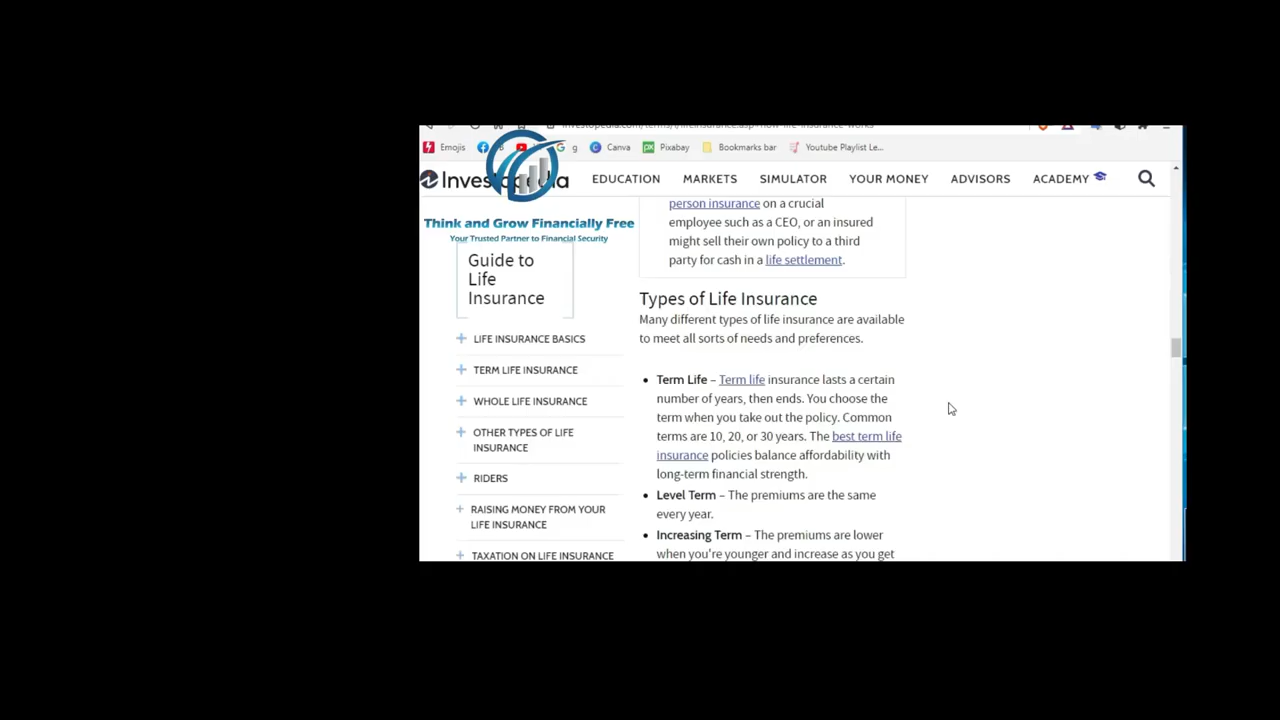 Emojis
g
Canva
Pixabay
Bookmarks bar
Youtube Playlist Le...
Investopedia
EDUCATION
MARKETS
SIMULATOR
YOUR MONEY
ADVISORS
ACADEMY
Think and Grow Financially Free
Your Trusted Partner to Financial Security
Guide to
Life
Insurance
+ LIFE INSURANCE BASICS
+ TERM LIFE INSURANCE
+ WHOLE LIFE INSURANCE
+ OTHER TYPES OF LIFE
INSURANCE
+ RIDERS
+ RAISING MONEY FROM YOUR
LIFE INSURANCE
+ TAXATION ON LIFE INSURANCE
person insurance on a crucial
employee such as a CEO, or an insured
might sell their own policy to a third
party for cash in a life settlement.
Types of Life Insurance
Many different types of life insurance are available
to meet all sorts of needs and preferences.
• Term Life – Term life insurance lasts a certain
number of years, then ends. You choose the
term when you take out the policy. Common
terms are 10, 20, or 30 years. The best term life
insurance policies balance affordability with
long-term financial strength.
• Level Term – The premiums are the same
every year.
• Increasing Term – The premiums are lower
when you're younger and increase as you get